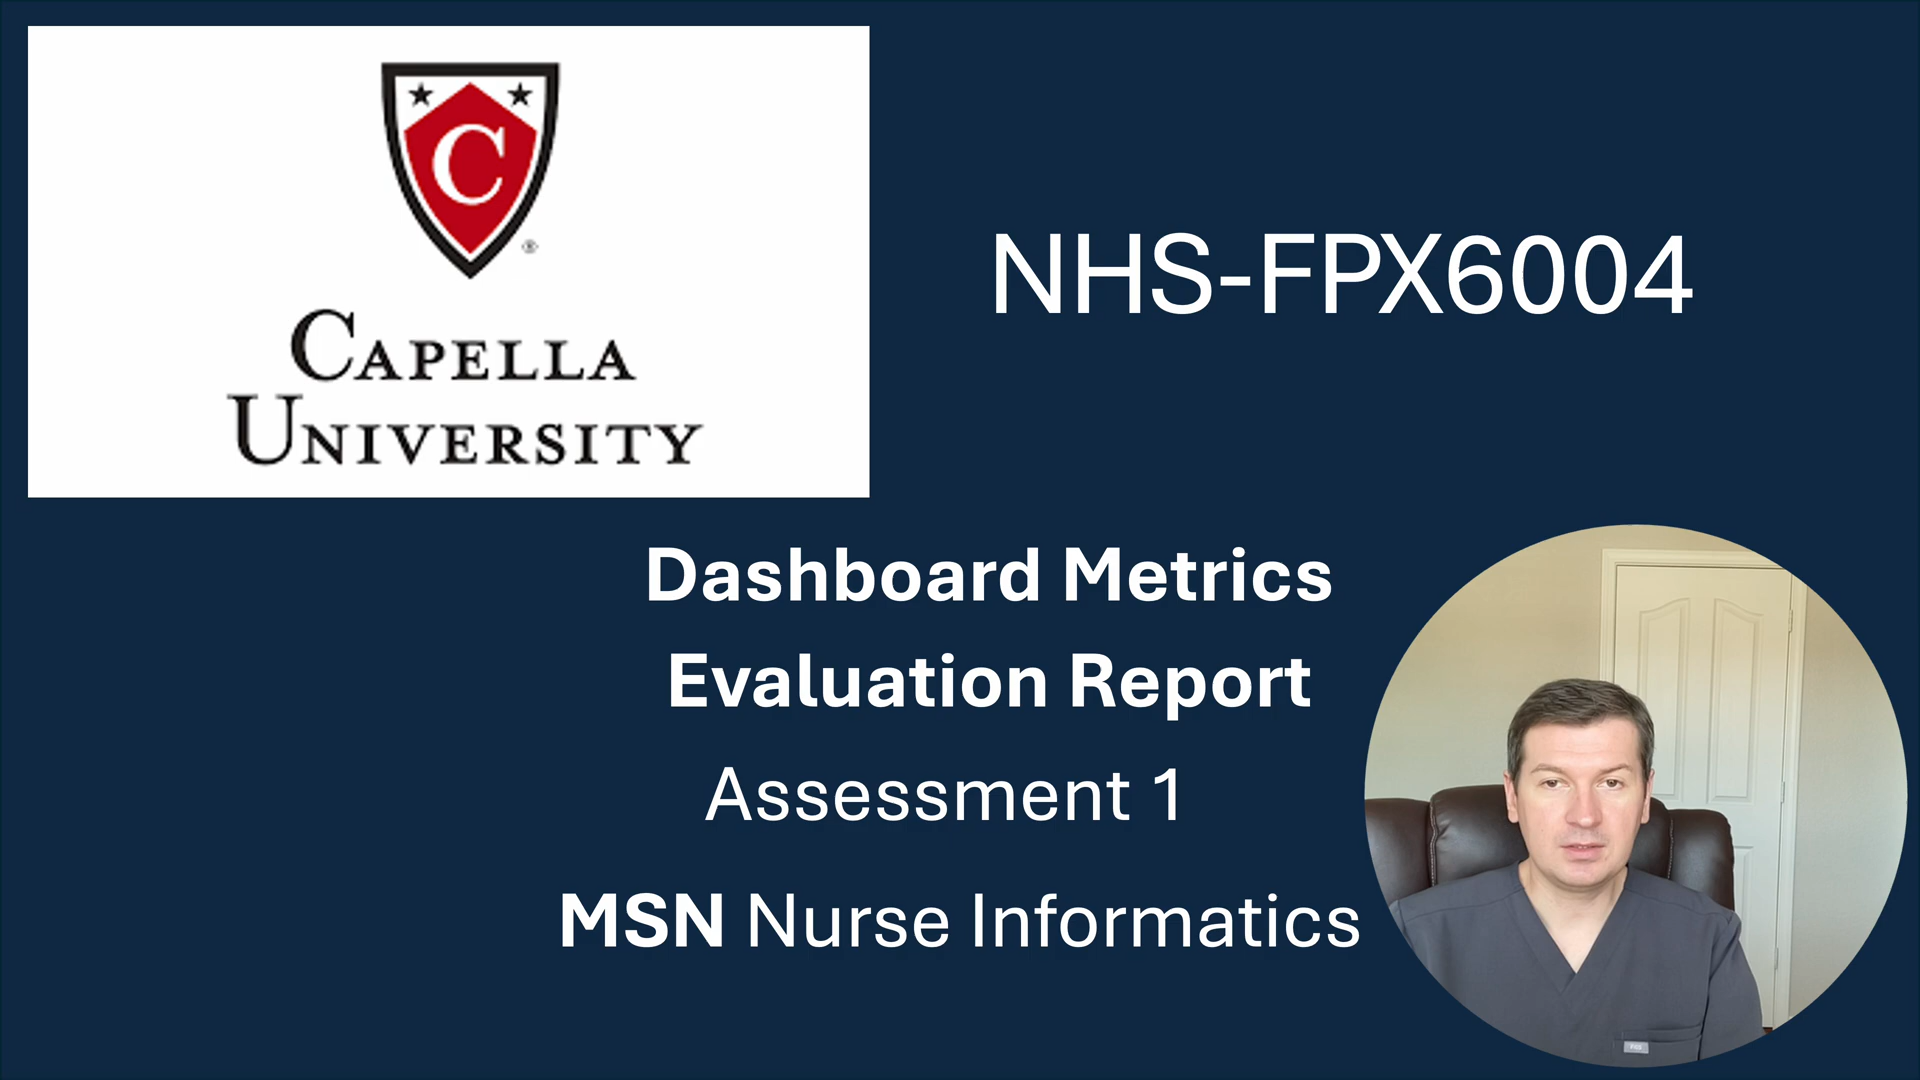 C
®
CAPELLA
UNIVERSITY
NHS-FPX6004
Dashboard Metrics
Evaluation Report
Assessment 1
MSN Nurse Informatics